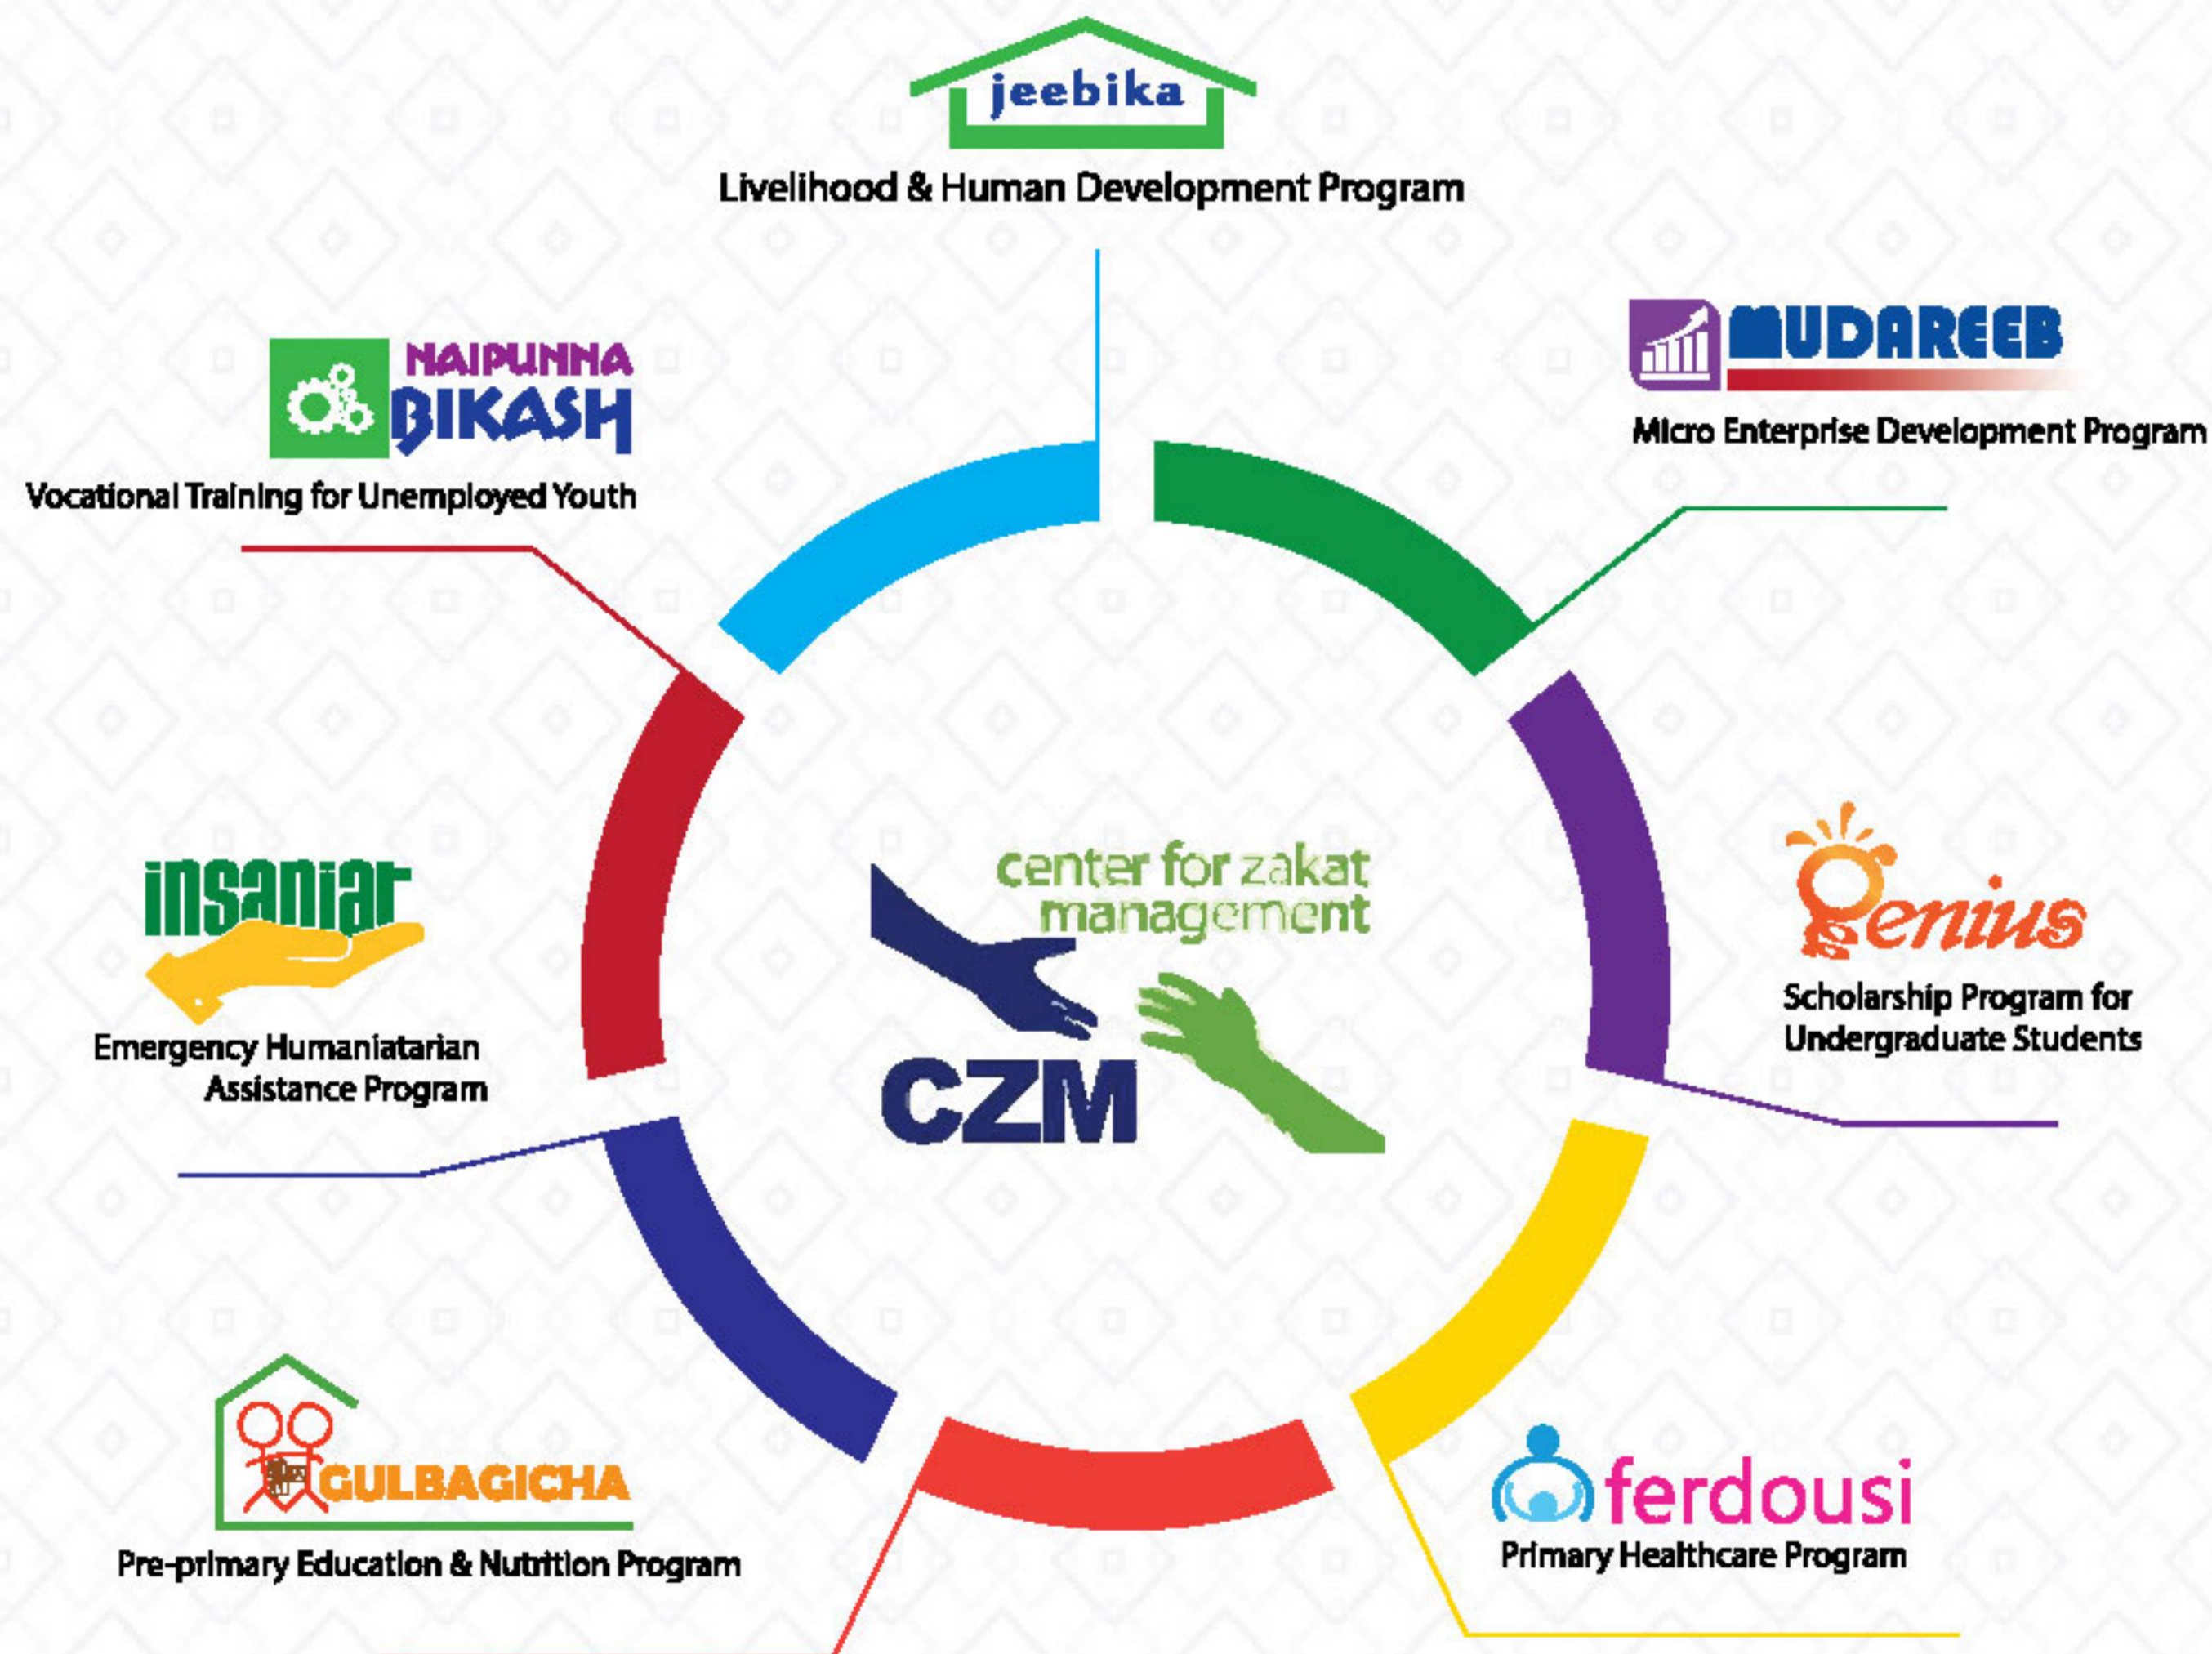 jeebika
Livelihood & Human Development Program
MUDAREEB
Micro Enterprise Development Program
NAIPUNNA
BIKASH
Vocational Training for Unemployed Youth
center for zakat
management
CZM
genius
Scholarship Program for
Undergraduate Students
insaniat
Emergency Humaniatarian
Assistance Program
ferdousi
Primary Healthcare Program
GULBAGICHA
Pre-primary Education & Nutrition Program